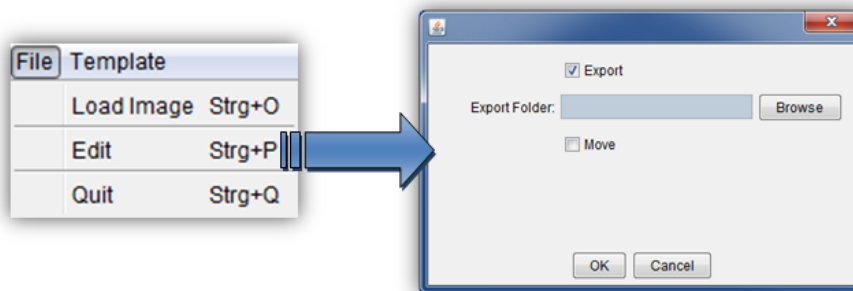 File Template
Load Image Strg+O
Edit Strg+P
Quit Strg+Q
Export
Export Folder: Browse
Move
OK Cancel